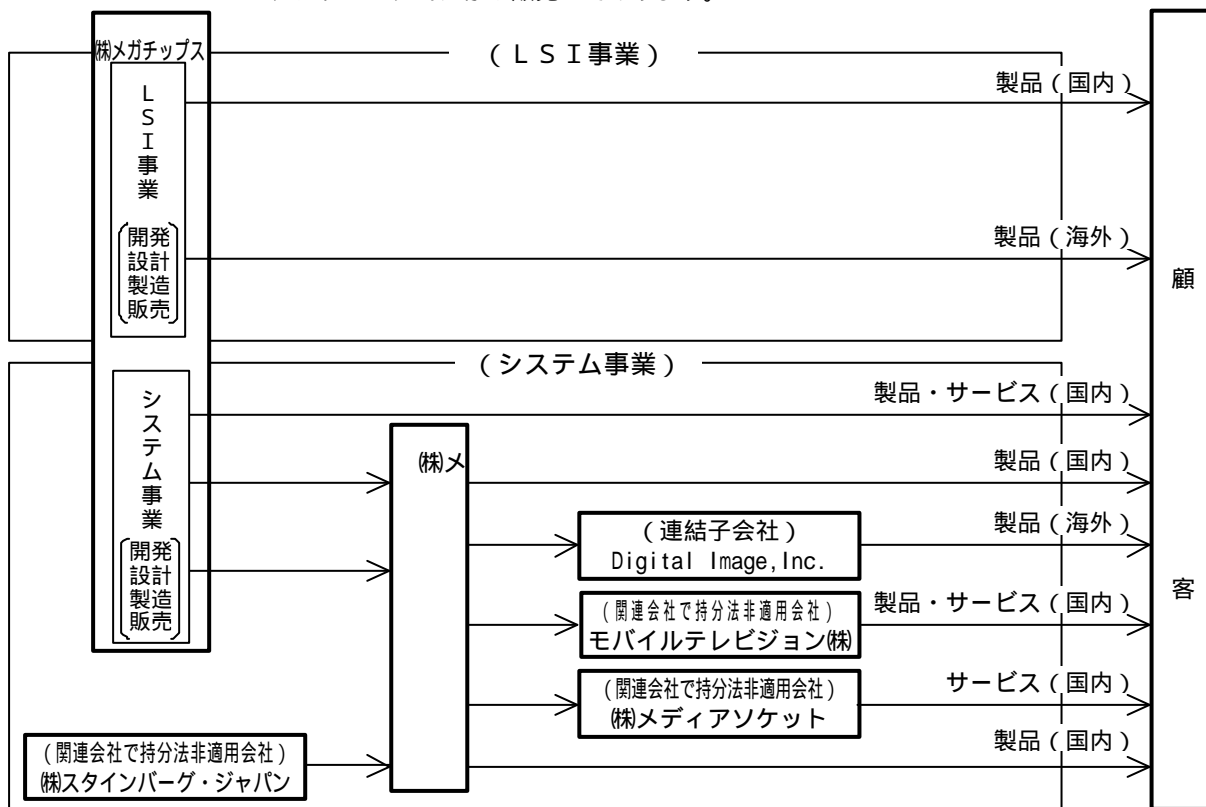 ㈱メガチップス
(LSI事業)
LSI事業
開発
設計
製造
販売
製品(国内)
製品(海外)
(システム事業)
システム事業
開発
設計
製造
販売
㈱メ
製品・サービス(国内)
製品(国内)
(連結子会社)
Digital Image,Inc.
製品(海外)
(関連会社で持分法非適用会社)
モバイルテレビジョン㈱
製品・サービス(国内)
(関連会社で持分法非適用会社)
㈱メディアソケット
サービス(国内)
(関連会社で持分法非適用会社)
㈱スタインバーグ・ジャパン
製品(国内)
顧客